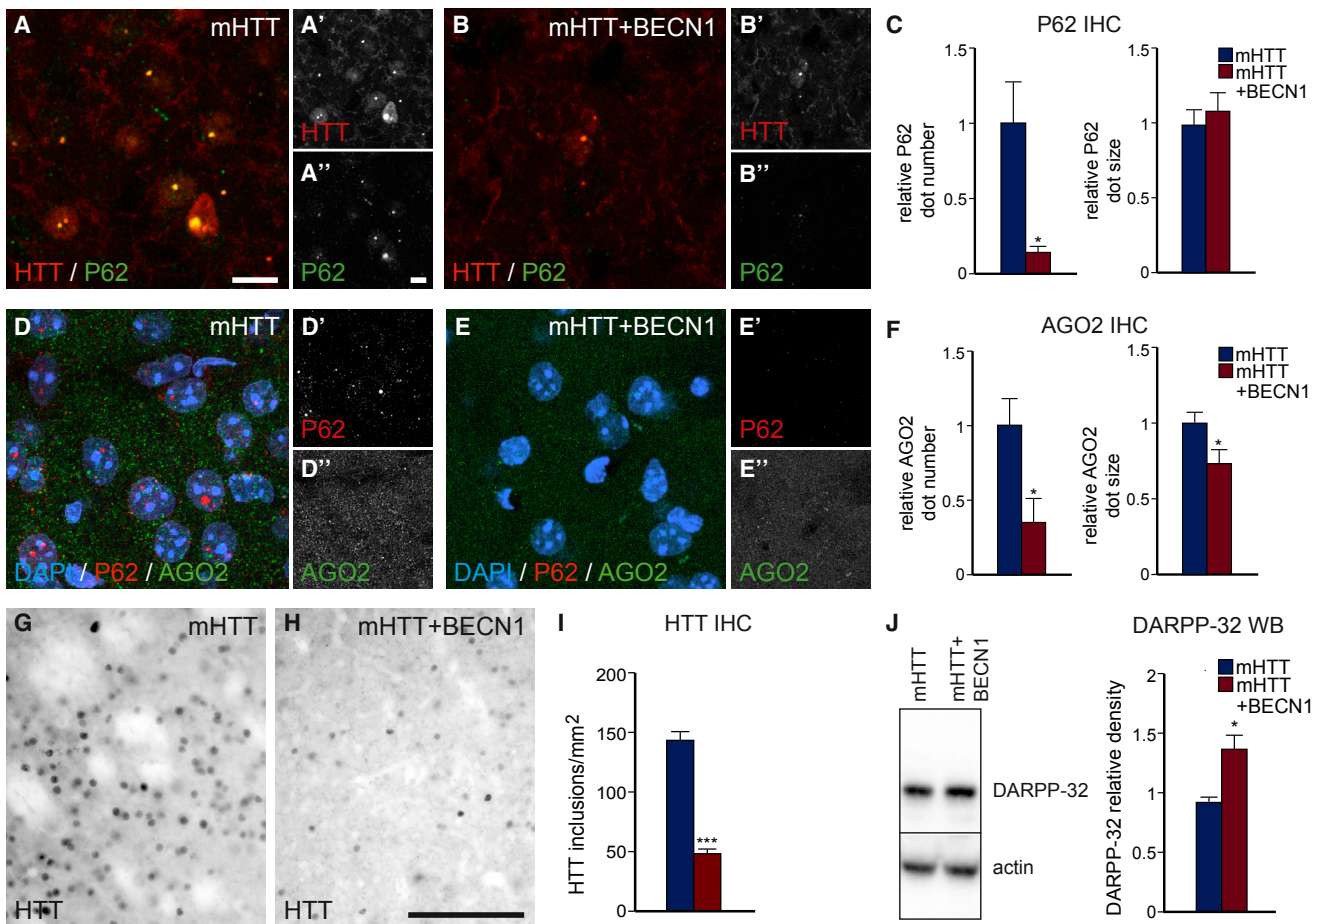 A mHTT
A’
HTT
A’’
P62
HTT / P62
B mHTT+BECN1
B’
HTT
B’’
P62
HTT / P62
C P62 IHC
1.5
1
0.5
0
relative P62
dot number
*
1.5
1
0.5
0
relative P62
dot size
mHTT
mHTT
+BECN1
D mHTT
D’
P62
D’’
AGO2
DAPI / P62 / AGO2
E mHTT+BECN1
E’
P62
E’’
AGO2
DAPI / P62 / AGO2
F AGO2 IHC
1.5
1
0.5
0
relative AGO2
dot number
*
1.5
1
0.5
0
relative AGO2
dot size
*
mHTT
mHTT
+BECN1
G mHTT
HTT
H mHTT+BECN1
HTT
I HTT IHC
200
150
100
50
0
HTT inclusions/mm2
***
J
mHTT
mHTT+
BECN1
DARPP-32
actin
DARPP-32 WB
2
1.5
1
0.5
0
DARPP-32 relative density
*
mHTT
mHTT
+BECN1